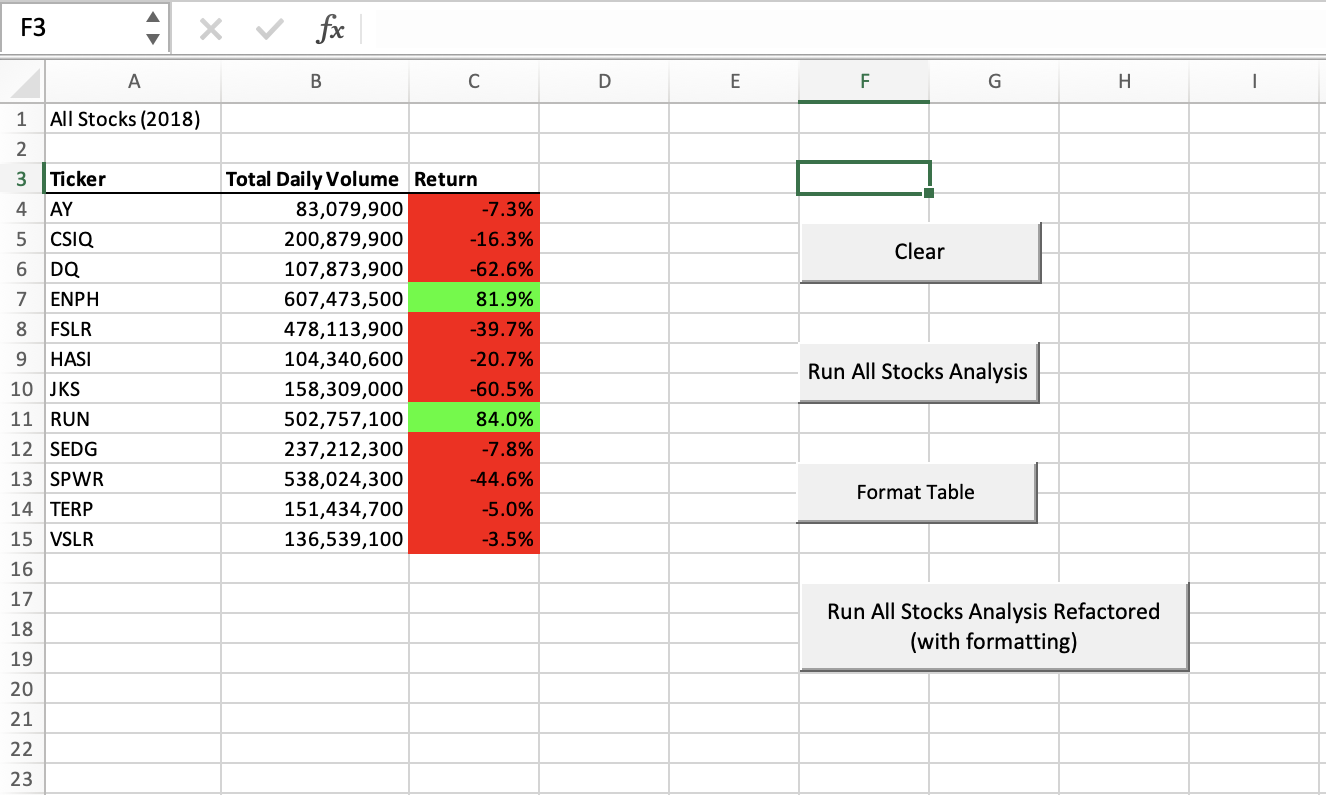 F3 fx
A B C D E F G H I
1 All Stocks (2018)
2
3 Ticker Total Daily Volume Return
4 AY 83,079,900 -7.3%
5 CSIQ 200,879,900 -16.3%
Clear
6 DQ 107,873,900 -62.6%
7 ENPH 607,473,500 81.9%
8 FSLR 478,113,900 -39.7%
9 HASI 104,340,600 -20.7%
Run All Stocks Analysis
10 JKS 158,309,000 -60.5%
11 RUN 502,757,100 84.0%
12 SEDG 237,212,300 -7.8%
13 SPWR 538,024,300 -44.6%
Format Table
14 TERP 151,434,700 -5.0%
15 VSLR 136,539,100 -3.5%
16
17
Run All Stocks Analysis Refactored
18
(with formatting)
19
20
21
22
23